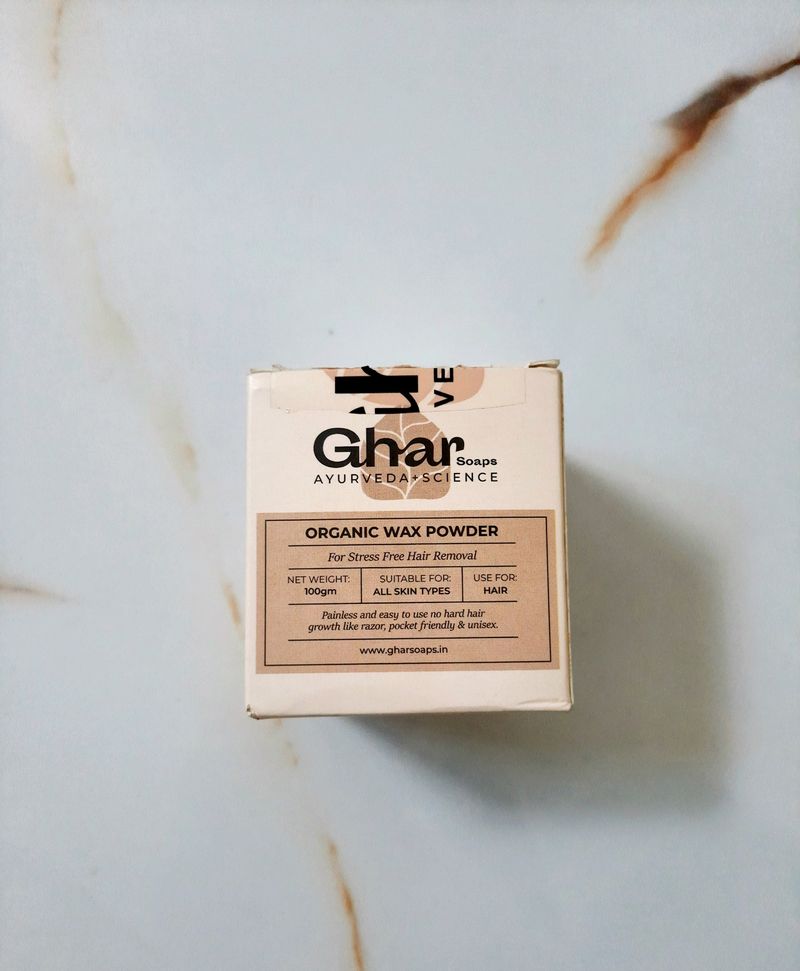 VE
Ghar
Soaps
AYURVEDA+SCIENCE
ORGANIC WAX POWDER
For Stress Free Hair Removal
NET WEIGHT:
100gm
SUITABLE FOR:
ALL SKIN TYPES
USE FOR:
HAIR
Painless and easy to use no hard hair
growth like razor, pocket friendly & unisex.
www.gharsoaps.in